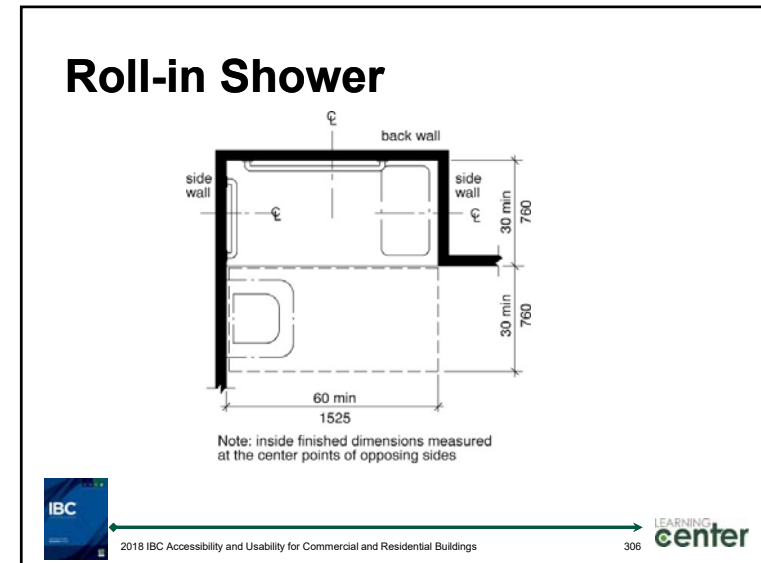 Roll-in Shower
℄
back wall
side
wall
side
wall
℄
℄
30 min
760
30 min
760
60 min
1525
Note: inside finished dimensions measured
at the center points of opposing sides
IBC
2018 IBC Accessibility and Usability for Commercial and Residential Buildings
306
LEARNING
center